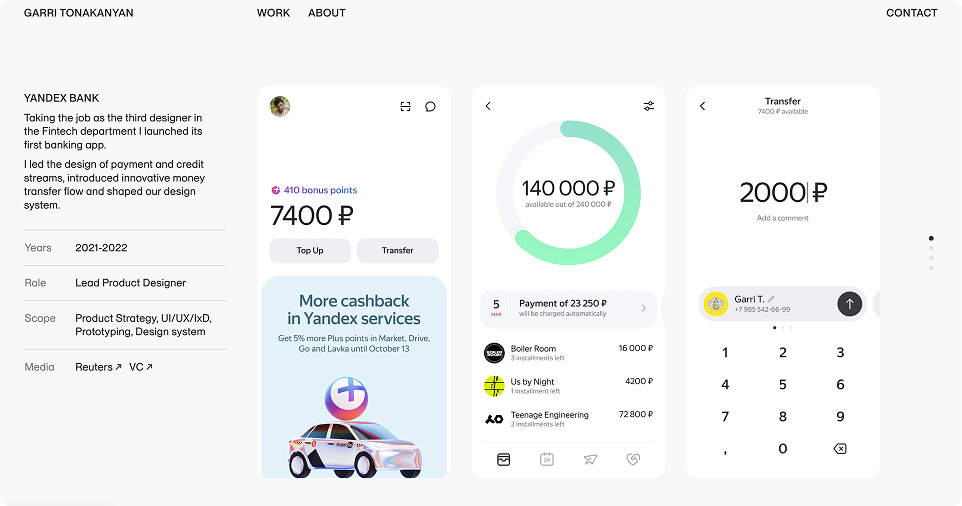 GARRI TONAKANYAN
WORK
ABOUT
CONTACT
YANDEX BANK
Taking the job as the third designer in
the Fintech department I launched its
first banking app.
I led the design of payment and credit
streams, introduced innovative money
transfer flow and shaped our design
system.
Years 2021-2022
Role Lead Product Designer
Scope Product Strategy, UI/UX/IxD,
Prototyping, Design system
Media Reuters↗ VC↗
410 bonus points
7400 ₽
Top Up
Transfer
More cashback
in Yandex services
Get 5% more Plus points in Market, Drive,
Go and Lavka until October 13
140 000 ₽
available out of 240 000 ₽
5
MAR
Payment of 23 250 ₽
will be charged automatically
BOILER ROOM
Boiler Room 16 000 ₽
3 installments left
Us by Night 4200 ₽
1 installment left
Teenage Engineering 72 800 ₽
2 installments left
24
Transfer
7400 ₽ available
2000 ₽
Add a comment
Garri T.
+7 985 542-66-99
1 2 3
4 5 6
7 8 9
, 0